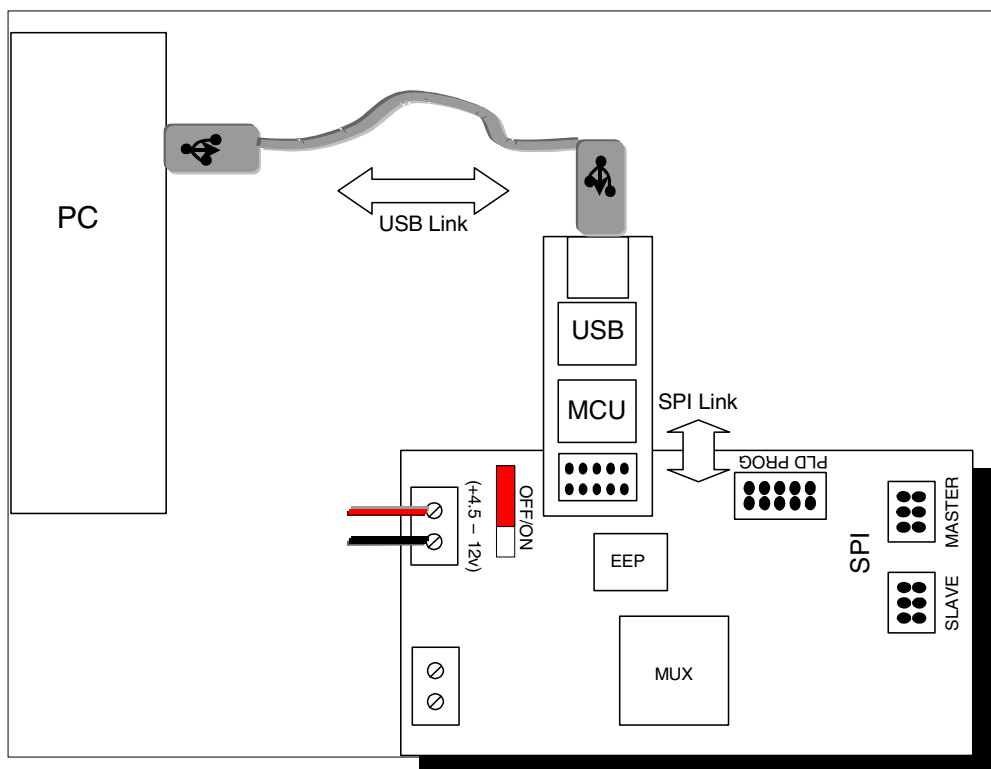 PC
USB Link
USB
MCU
SPI Link
PLD PROG
(+4.5 – 12v)
OFF/ON
EEP
SPI
MASTER
SLAVE
MUX